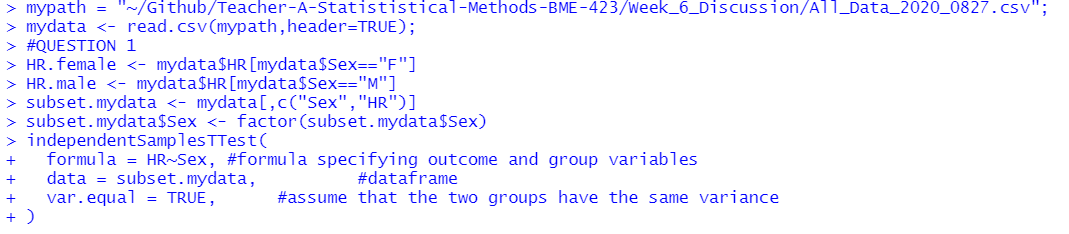 > mypath = "~/Github/Teacher-A-Statististical-Methods-BME-423/Week_6_Discussion/All_Data_2020_0827.csv";
> mydata <- read.csv(mypath,header=TRUE);
> #QUESTION 1
> HR.female <- mydata$HR[mydata$Sex=="F"]
> HR.male <- mydata$HR[mydata$Sex=="M"]
> subset.mydata <- mydata[,c("Sex","HR")]
> subset.mydata$Sex <- factor(subset.mydata$Sex)
> independentSamplesTTest(
+   formula = HR~Sex, #formula specifying outcome and group variables
+   data = subset.mydata,          #dataframe
+   var.equal = TRUE,      #assume that the two groups have the same variance
+ )